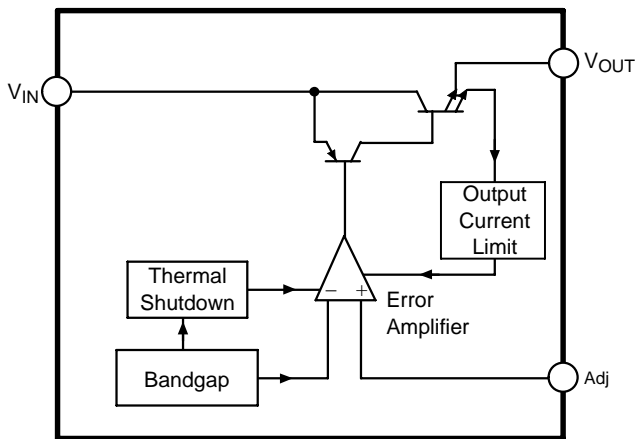 VIN
VOUT
Output
Current
Limit
Thermal
Shutdown
− +
Error
Amplifier
Bandgap
Adj